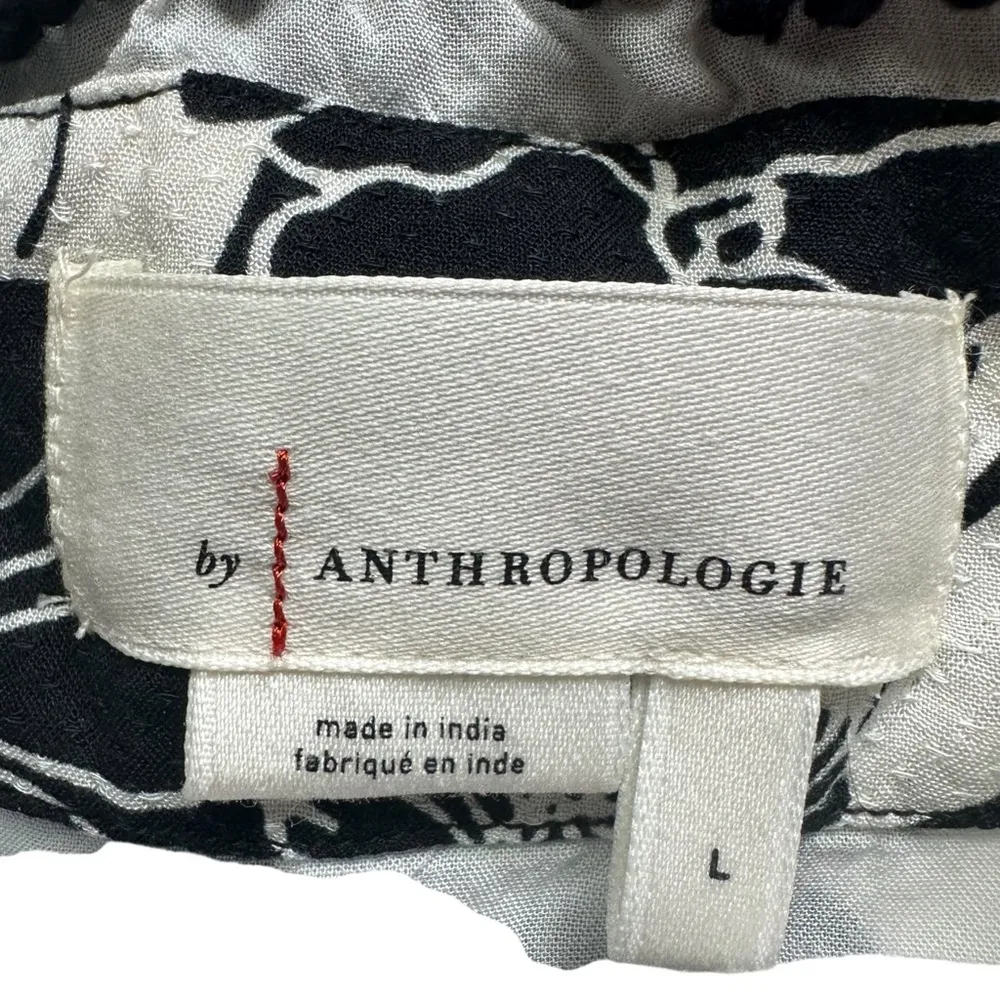 by ANTHROPOLOGIE
made in india
fabriqué en inde
L